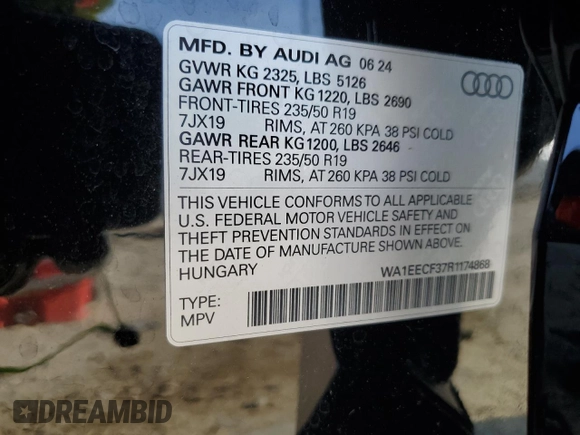 MFD. BY AUDI AG 06 24
GVWR KG 2325, LBS 5126
GAWR FRONT KG 1220, LBS 2690
FRONT-TIRES 235/50 R19
7JX19 RIMS, AT 260 KPA 38 PSI COLD
GAWR REAR KG 1200, LBS 2646
REAR-TIRES 235/50 R19
7JX19 RIMS, AT 260 KPA 38 PSI COLD
THIS VEHICLE CONFORMS TO ALL APPLICABLE
U.S. FEDERAL MOTOR VEHICLE SAFETY AND
THEFT PREVENTION STANDARDS IN EFFECT ON
THE DATE OF MANUFACTURE SHOWN ABOVE.
HUNGARY WA1EECF37R1174868
TYPE:
MPV
DREAMBID